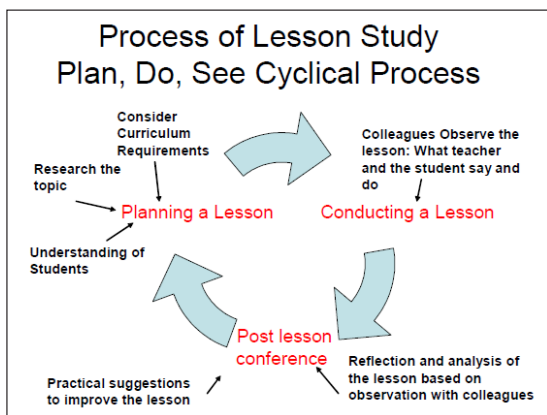 Process of Lesson Study
Plan, Do, See Cyclical Process
Consider
Curriculum
Requirements
Research the
topic
Planning a Lesson
Understanding of
Students
Colleagues Observe the
lesson: What teacher
and the student say and
do
Conducting a Lesson
Post lesson
conference
Practical suggestions
to improve the lesson
Reflection and analysis of
the lesson based on
observation with colleagues